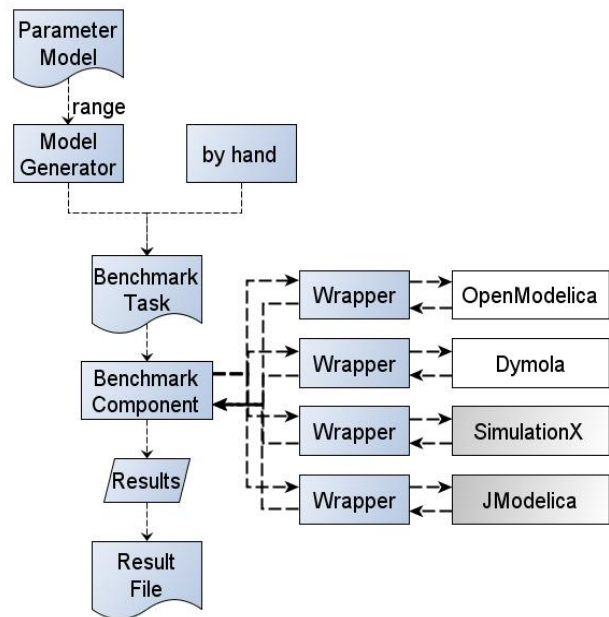 Parameter
Model
range
Model
Generator
by hand
Benchmark
Task
Wrapper
OpenModelica
Wrapper
Dymola
Benchmark
Component
Wrapper
SimulationX
Results
Wrapper
JModelica
Result
File